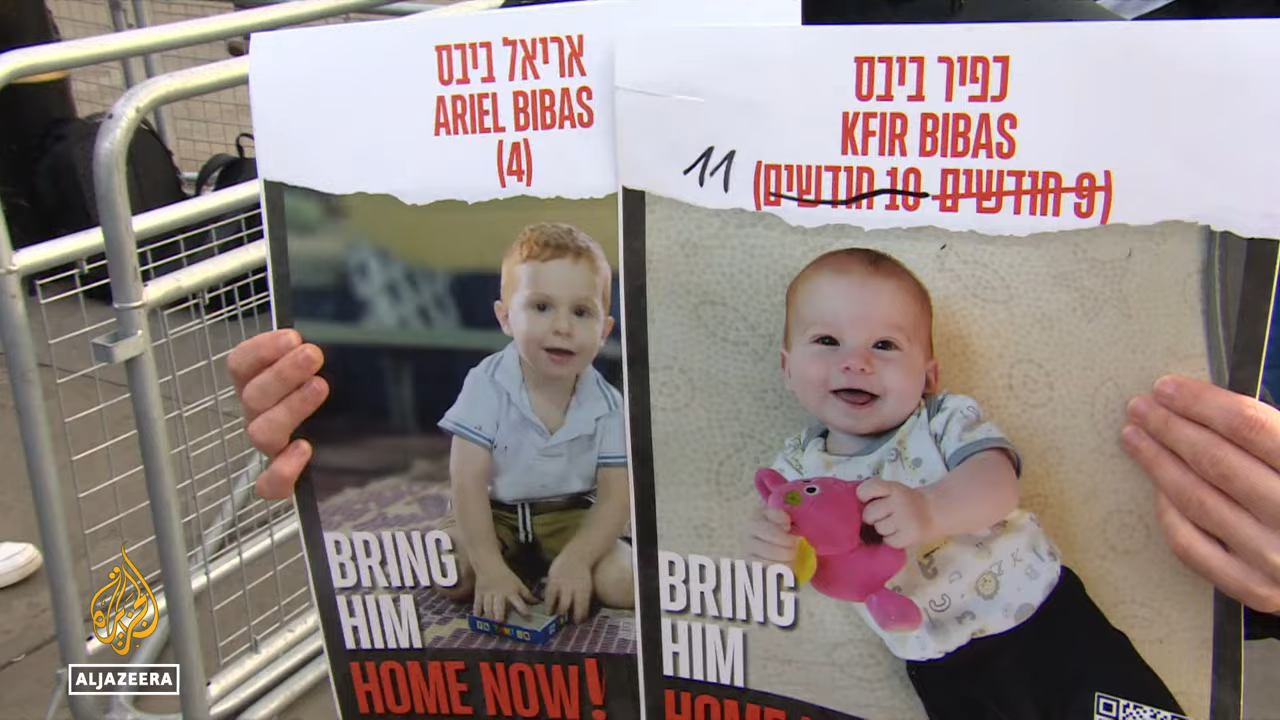 אריאל ביבס
ARIEL BIBAS
(4)
BRING
HIM
HOME NOW!
כפיר ביבס
KFIR BIBAS
11
(9 חודשים 10 חודשים)
BRING
HIM
HOME
ALJAZEERA